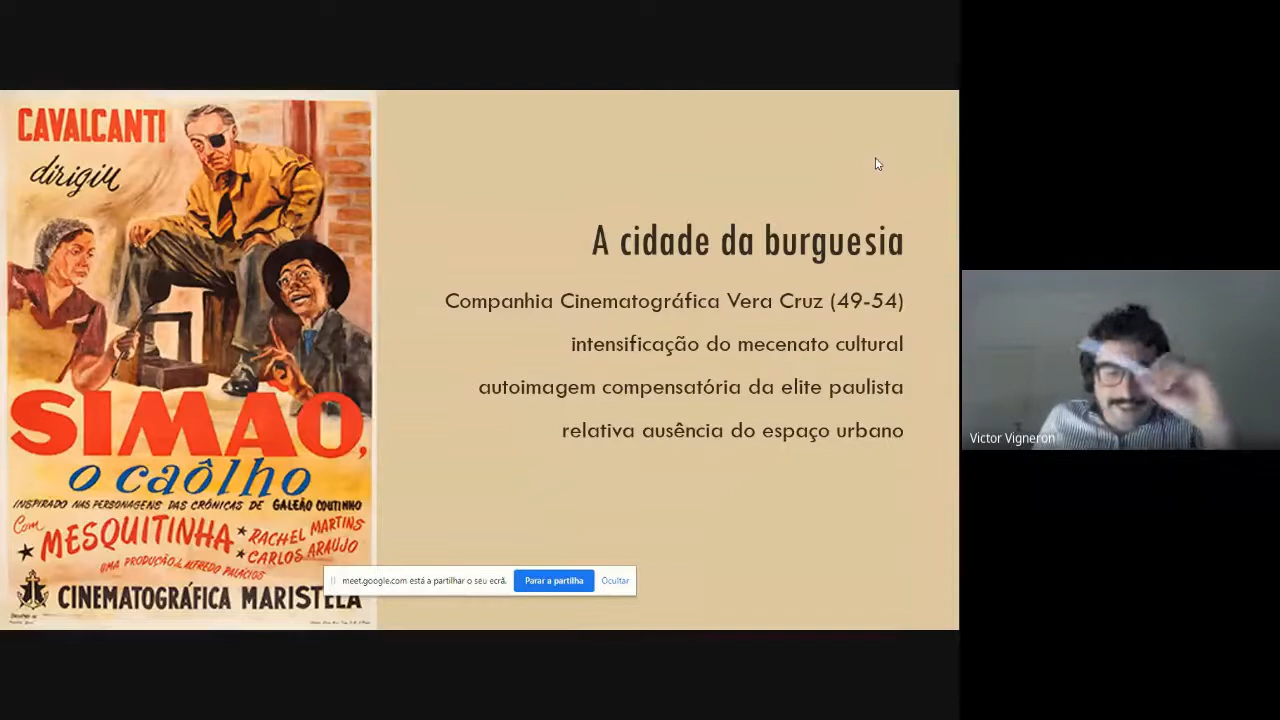 CAVALCANTI
dirigiu
SIMÃO,
o caôlho
INSPIRADO NAS PERSONAGENS DAS CRÔNICAS DE GALEÃO COUTINHO
Com
MESQUITINHA
RACHEL MARTINS
CARLOS ARAUJO
UMA PRODUÇÃO de ALFREDO PALÁCIOS
CINEMATOGRÁFICA MARISTELA
A cidade da burguesia
Companhia Cinematográfica Vera Cruz (49-54)
intensificação do mecenato cultural
autoimagem compensatória da elite paulista
relativa ausência do espaço urbano
meet.google.com está a partilhar o seu ecrã.
Parar a partilha
Ocultar
Victor Vigneron